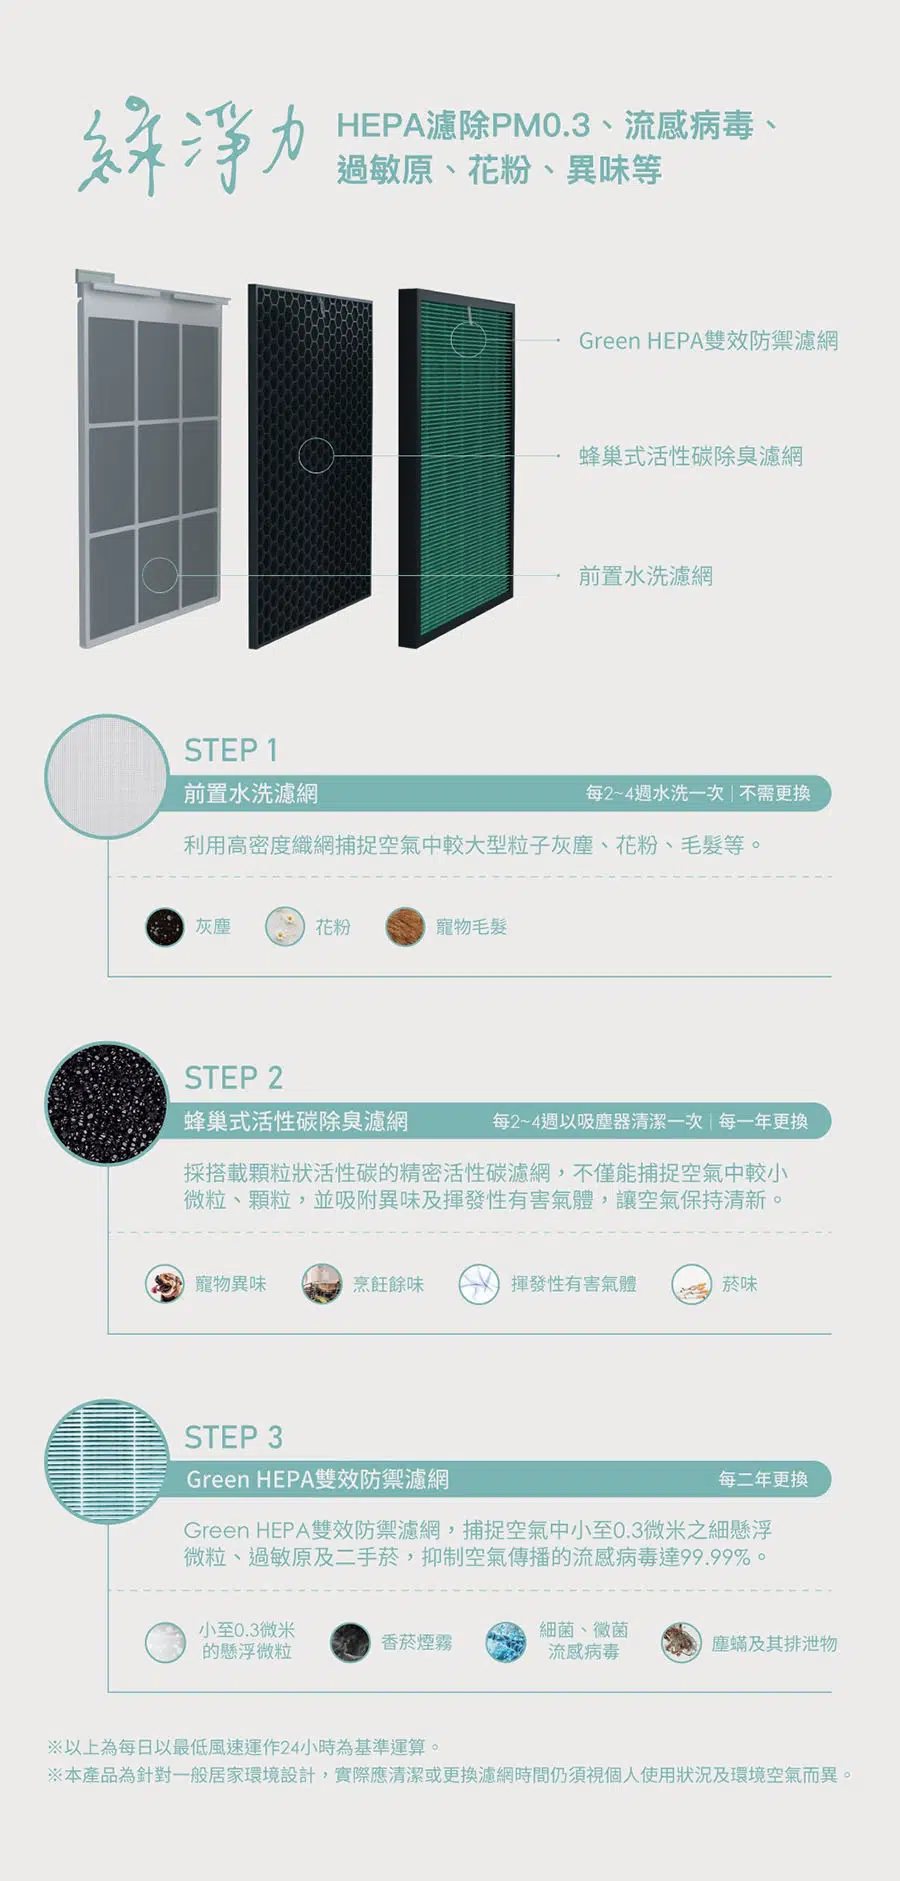 綠淨力
HEPA濾除PM0.3、流感病毒、
過敏原、花粉、異味等
Green HEPA雙效防禦濾網
蜂巢式活性碳除臭濾網
前置水洗濾網
STEP 1
前置水洗濾網 每2~4週水洗一次|不需更換
利用高密度織網捕捉空氣中較大型粒子灰塵、花粉、毛髮等。
灰塵 花粉 寵物毛髮
STEP 2
蜂巢式活性碳除臭濾網 每2~4週以吸塵器清潔一次|每一年更換
採搭載顆粒狀活性碳的精密活性碳濾網，不僅能捕捉空氣中較小
微粒、顆粒，並吸附異味及揮發性有害氣體，讓空氣保持清新。
寵物異味 烹飪餘味 揮發性有害氣體 菸味
STEP 3
Green HEPA雙效防禦濾網 每二年更換
Green HEPA雙效防禦濾網，捕捉空氣中小至0.3微米之細懸浮
微粒、過敏原及二手菸，抑制空氣傳播的流感病毒達99.99%。
小至0.3微米
的懸浮微粒
香菸煙霧
細菌、黴菌
流感病毒
塵蟎及其排泄物
※以上為每日以最低風速運作24小時為基準運算。
※本產品為針對一般居家環境設計，實際應清潔或更換濾網時間仍須視個人使用狀況及環境空氣而異。